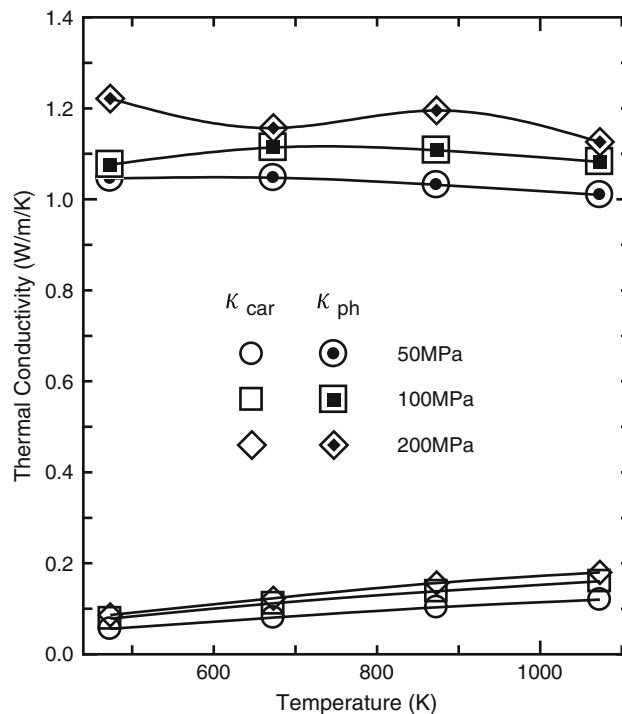 Thermal Conductivity (W/m/K)
1.4
1.2
1.0
0.8
0.6
0.4
0.2
0.0
κ car κ ph
50MPa
100MPa
200MPa
600 800 1000
Temperature (K)